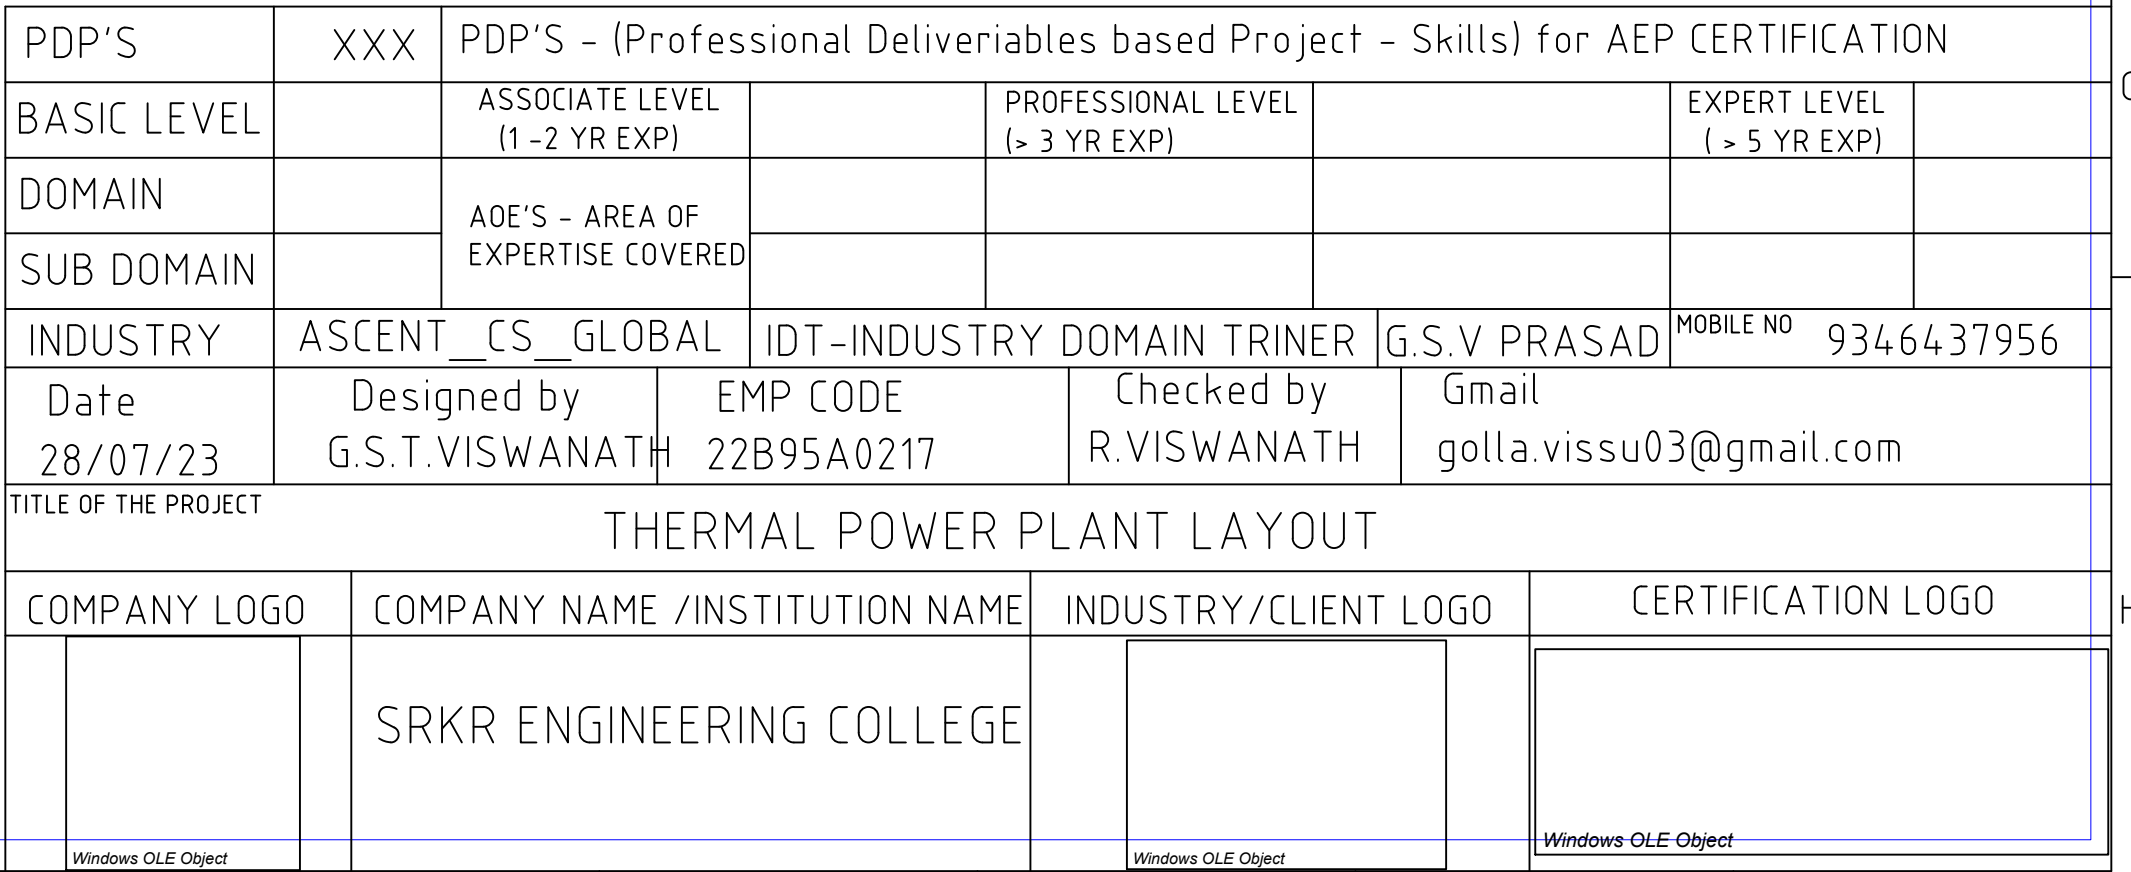 PDP'S XXX PDP'S - (Professional Deliveriables based Project - Skills) for AEP CERTIFICATION
BASIC LEVEL
ASSOCIATE LEVEL
(1 -2 YR EXP)
PROFESSIONAL LEVEL
(> 3 YR EXP)
EXPERT LEVEL
( > 5 YR EXP)
DOMAIN
AOE'S - AREA OF
EXPERTISE COVERED
SUB DOMAIN
INDUSTRY ASCENT_CS_GLOBAL IDT-INDUSTRY DOMAIN TRINER G.S.V PRASAD MOBILE NO 9346437956
Date
28/07/23
Designed by
G.S.T.VISWANATH
EMP CODE
22B95A0217
Checked by
R.VISWANATH
Gmail
golla.vissu03@gmail.com
TITLE OF THE PROJECT
THERMAL POWER PLANT LAYOUT
COMPANY LOGO COMPANY NAME /INSTITUTION NAME INDUSTRY/CLIENT LOGO CERTIFICATION LOGO
SRKR ENGINEERING COLLEGE
Windows OLE Object
Windows OLE Object
Windows OLE Object